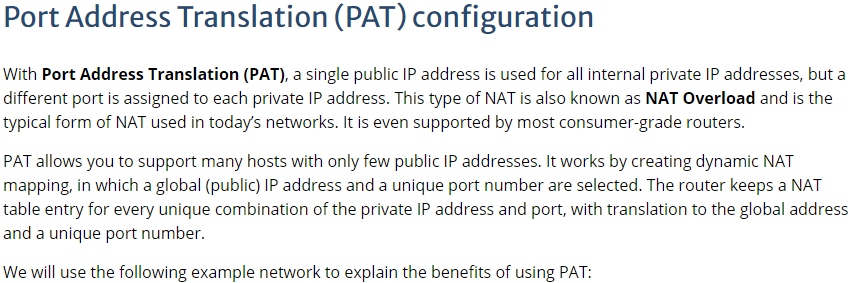 Port Address Translation (PAT) configuration
With Port Address Translation (PAT), a single public IP address is used for all internal private IP addresses, but a
different port is assigned to each private IP address. This type of NAT is also known as NAT Overload and is the
typical form of NAT used in today’s networks. It is even supported by most consumer-grade routers.
PAT allows you to support many hosts with only few public IP addresses. It works by creating dynamic NAT
mapping, in which a global (public) IP address and a unique port number are selected. The router keeps a NAT
table entry for every unique combination of the private IP address and port, with translation to the global address
and a unique port number.
We will use the following example network to explain the benefits of using PAT: